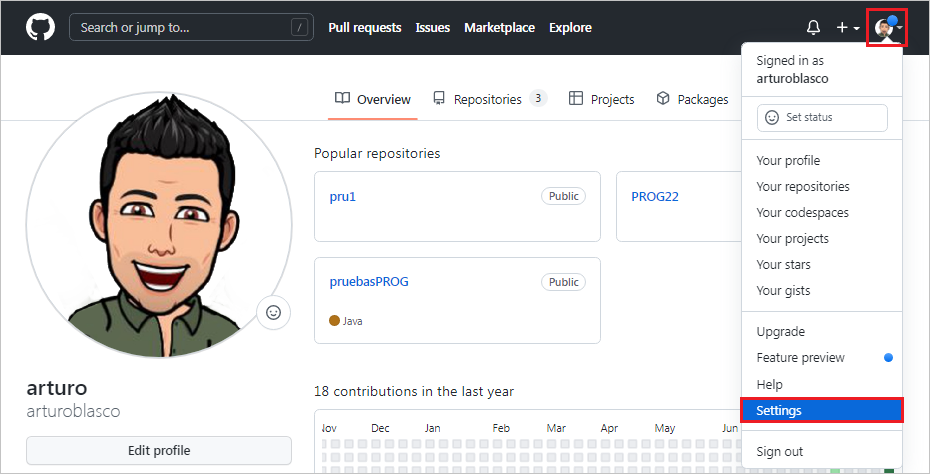 Search or jump to... /
Pull requests Issues Marketplace Explore
Overview
Repositories 3
Projects
Packages
Popular repositories
pru1 Public
PROG22
pruebasPROG Public
Java
arturo
arturoblasco
Edit profile
18 contributions in the last year
Nov Dec Jan Feb Mar Apr May Jun
Signed in as
arturoblasco
Set status
Your profile
Your repositories
Your codespaces
Your projects
Your stars
Your gists
Upgrade
Feature preview
Help
Settings
Sign out